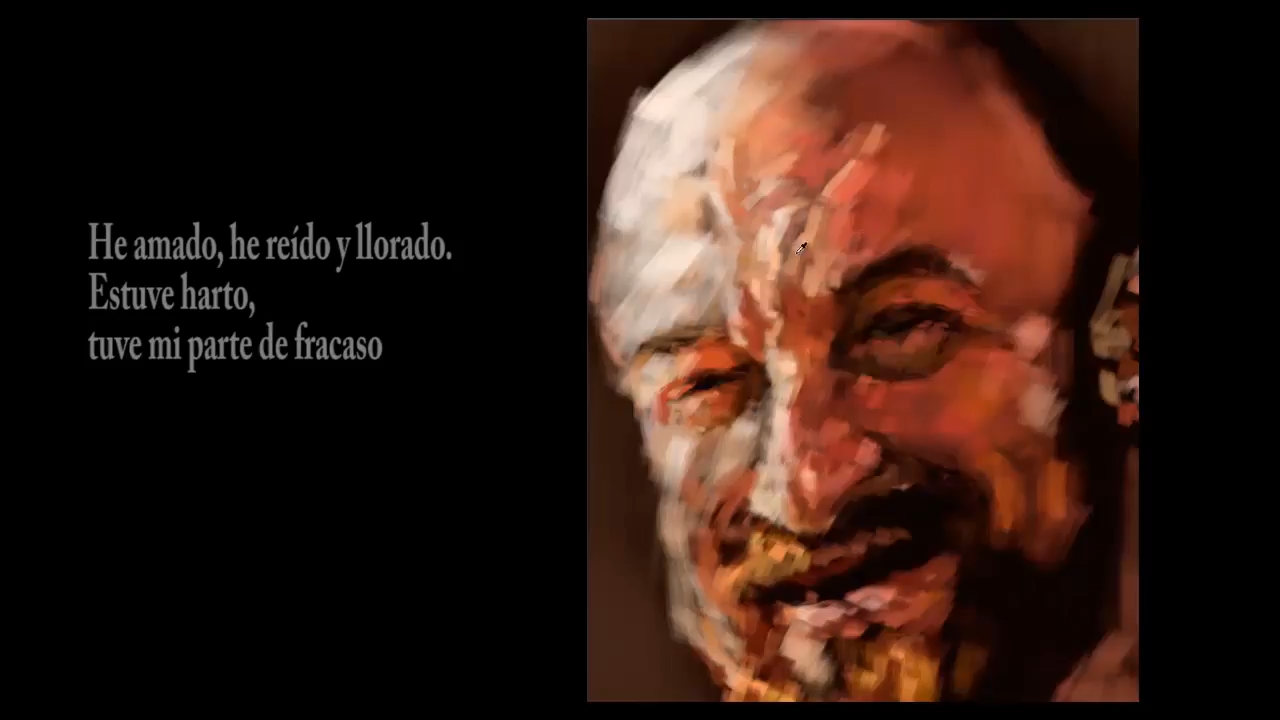 He amado, he reído y llorado.
Estuve harto,
tuve mi parte de fracaso